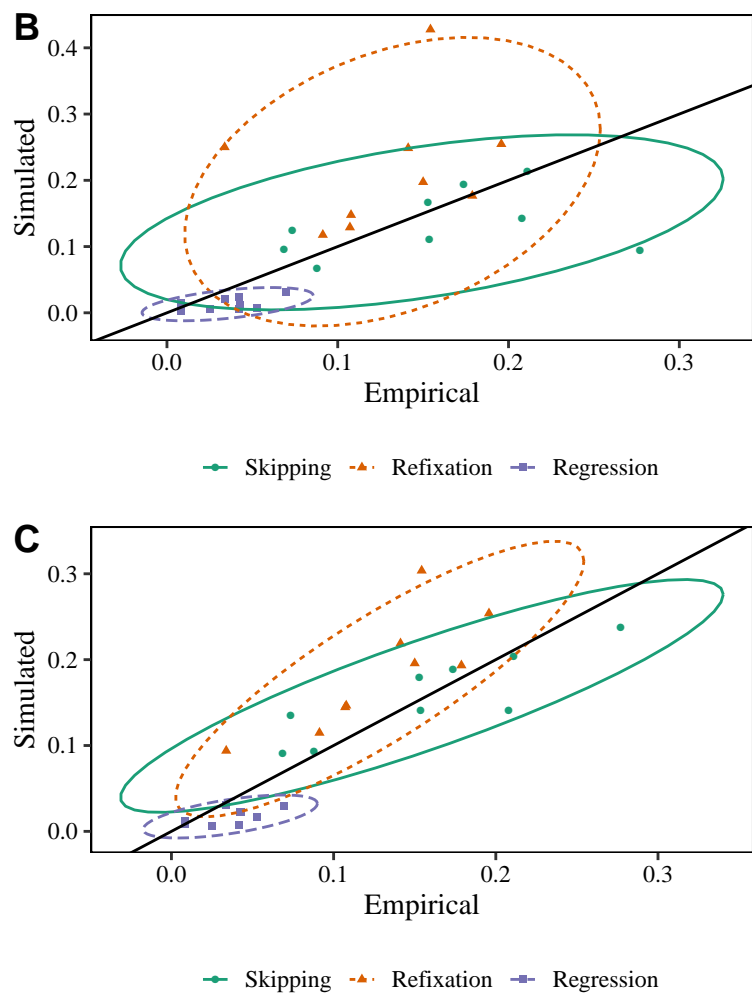 B
0.4
0.3
0.2
0.1
0.0
Simulated
0.0 0.1 0.2 0.3
Empirical
Skipping Refixation Regression
C
0.3
0.2
0.1
0.0
Simulated
0.0 0.1 0.2 0.3
Empirical
Skipping Refixation Regression